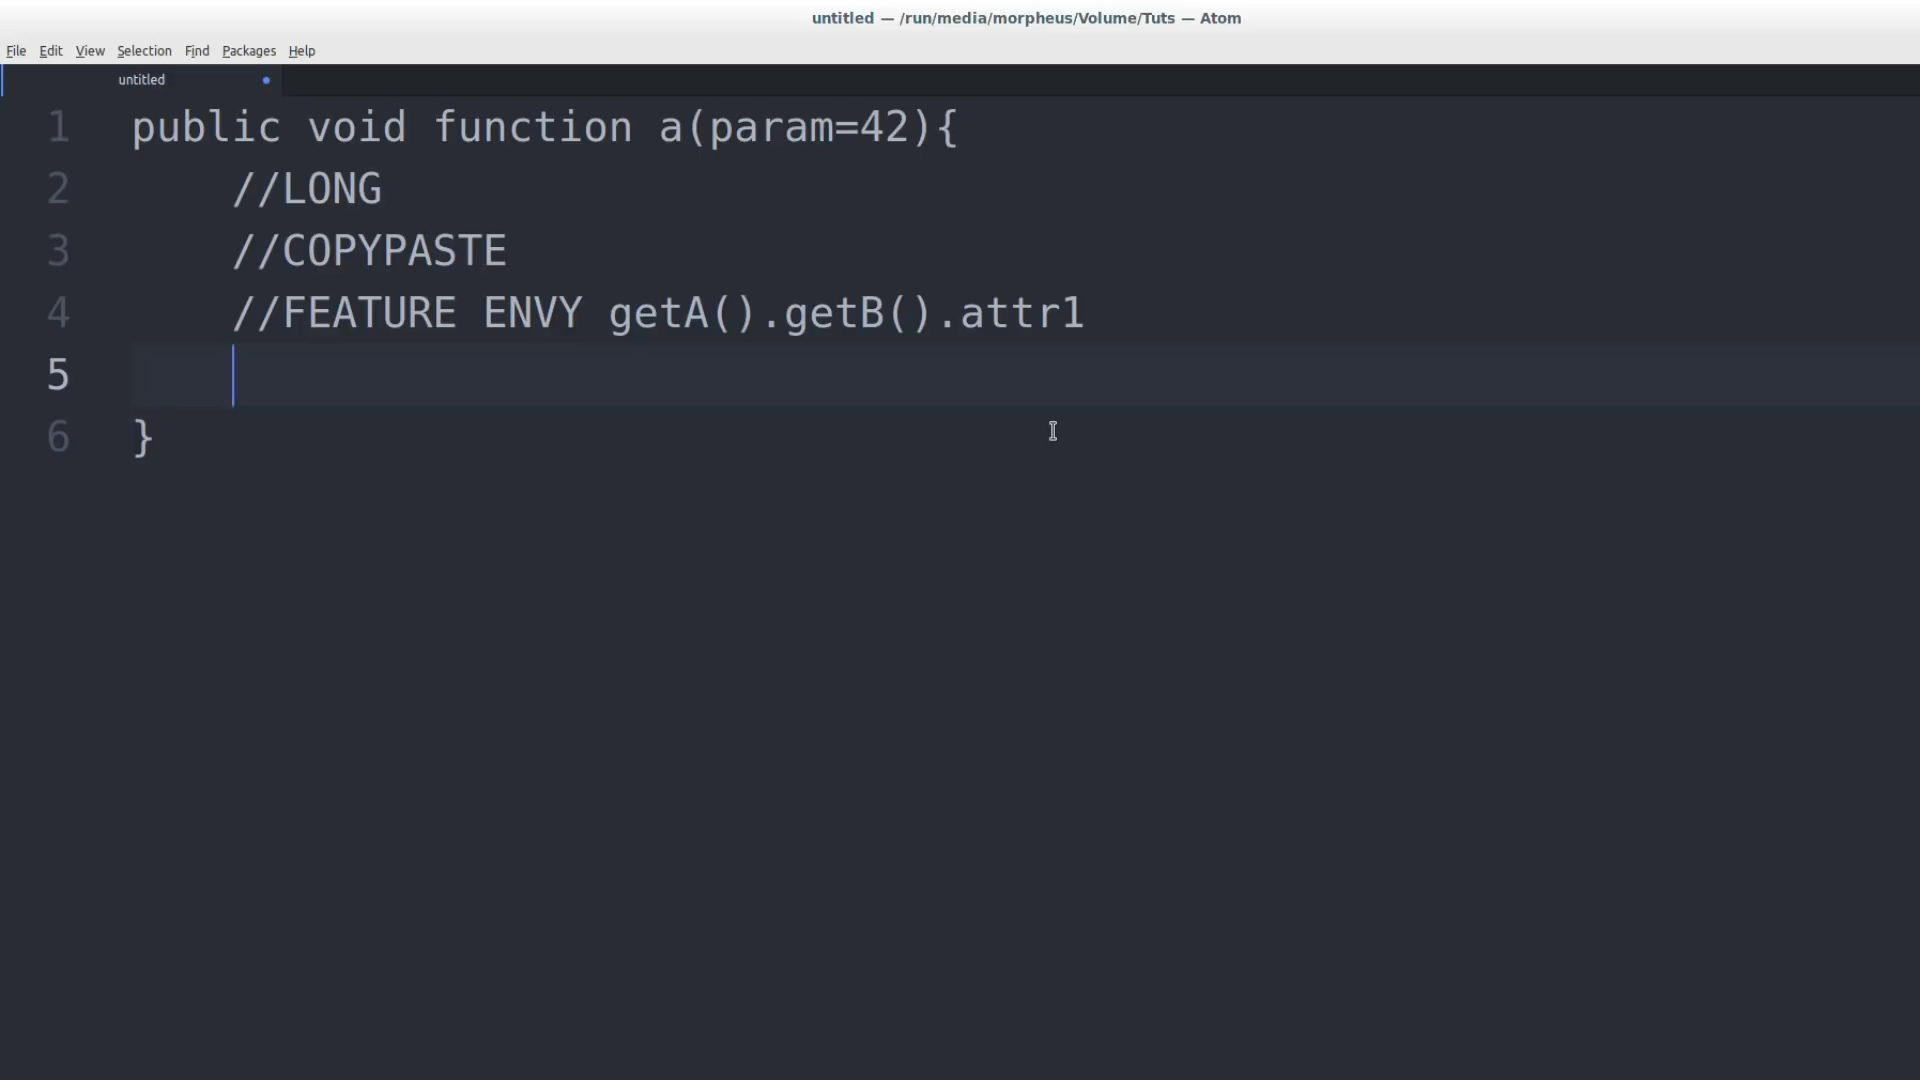 untitled — /run/media/morpheus/Volume/Tuts — Atom
File Edit View Selection Find Packages Help
untitled
1 public void function a(param=42){
2 //LONG
3 //COPYPASTE
4 //FEATURE ENVY getA().getB().attr1
5
6 }